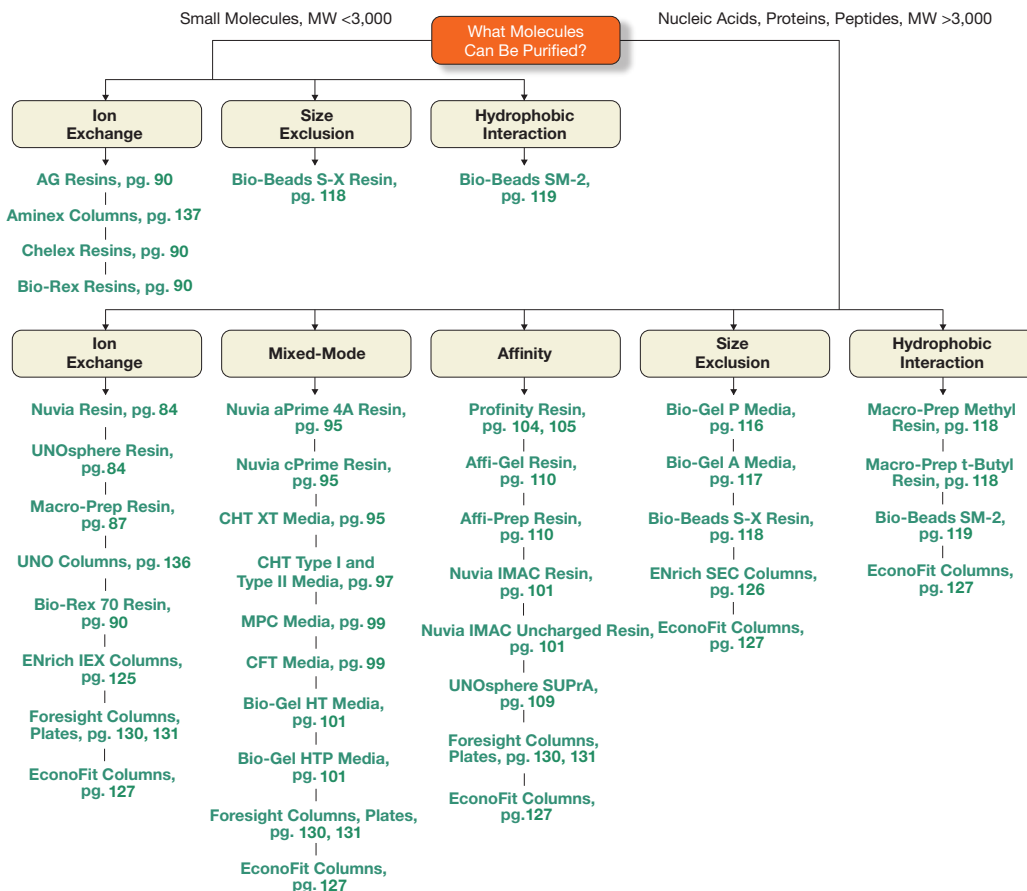 Small Molecules, MW <3,000
Nucleic Acids, Proteins, Peptides, MW >3,000
What Molecules
Can Be Purified?
Ion
Exchange
AG Resins, pg. 90
Aminex Columns, pg. 137
Chelex Resins, pg. 90
Bio-Rex Resins, pg. 90
Size
Exclusion
Bio-Beads S-X Resin,
pg. 118
Hydrophobic
Interaction
Bio-Beads SM-2,
pg. 119
Ion
Exchange
Nuvia Resin, pg. 84
UNOsphere Resin,
pg. 84
Macro-Prep Resin,
pg. 87
UNO Columns, pg. 136
Bio-Rex 70 Resin,
pg. 90
ENrich IEX Columns,
pg. 125
Foresight Columns,
Plates, pg. 130, 131
EconoFit Columns,
pg. 127
Mixed-Mode
Nuvia aPrime 4A Resin,
pg. 95
Nuvia cPrime Resin,
pg. 95
CHT XT Media, pg. 95
CHT Type I and
Type II Media, pg. 97
MPC Media, pg. 99
CFT Media, pg. 99
Bio-Gel HT Media,
pg. 101
Bio-Gel HTP Media,
pg. 101
Foresight Columns, Plates,
pg. 130, 131
EconoFit Columns,
pg. 127
Affinity
Profinity Resin,
pg. 104, 105
Affi-Gel Resin,
pg. 110
Affi-Prep Resin,
pg. 110
Nuvia IMAC Resin,
pg. 101
Nuvia IMAC Uncharged Resin,
pg. 101
UNOsphere SUPrA,
pg. 109
Foresight Columns,
Plates, pg. 130, 131
EconoFit Columns,
pg.127
Size
Exclusion
Bio-Gel P Media,
pg. 116
Bio-Gel A Media,
pg. 117
Bio-Beads S-X Resin,
pg. 118
ENrich SEC Columns,
pg. 126
EconoFit Columns,
pg. 127
Hydrophobic
Interaction
Macro-Prep Methyl
Resin, pg. 118
Macro-Prep t-Butyl
Resin, pg. 118
Bio-Beads SM-2,
pg. 119
EconoFit Columns,
pg. 127